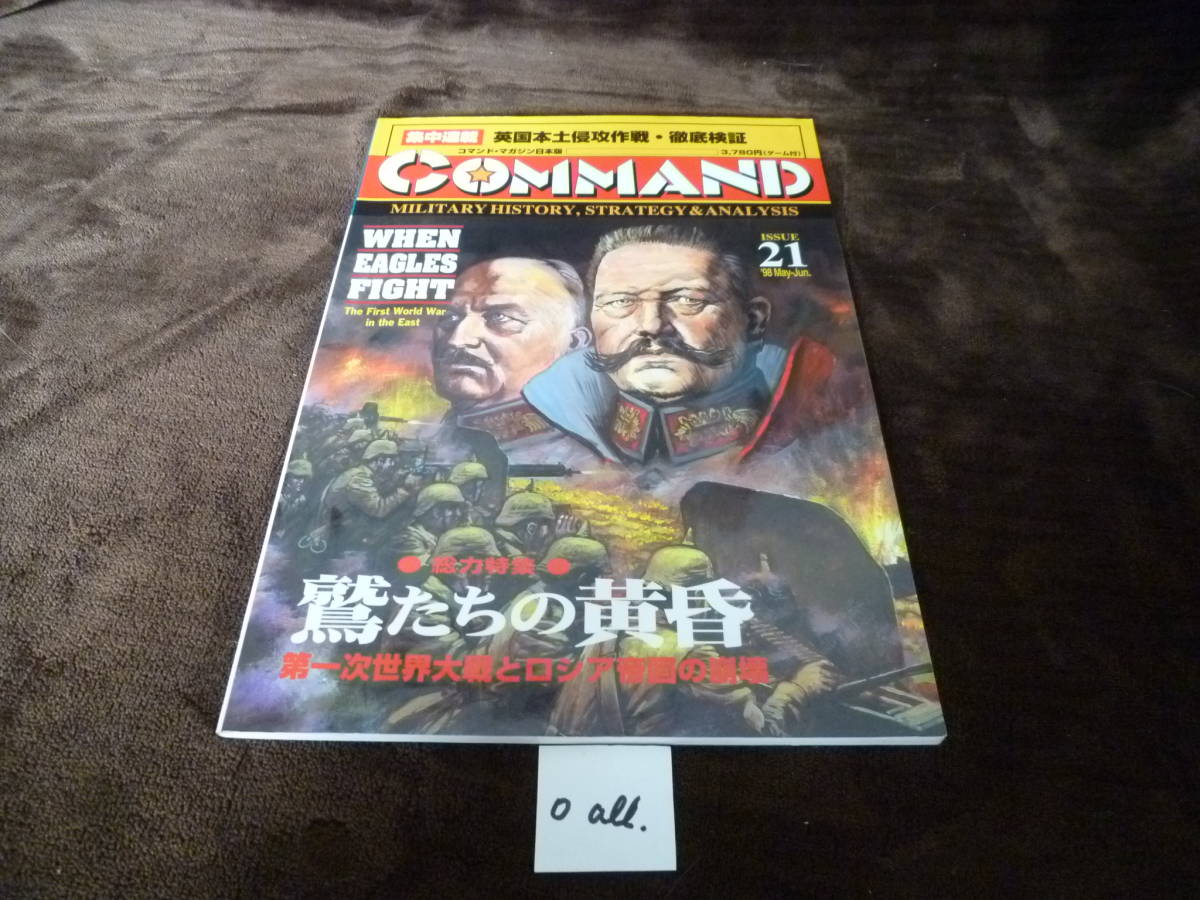 集中連載 英国本土侵攻作戦・徹底検証
コマンド・マガジン日本版 3,780円(ゲーム付)
COMMAND
MILITARY HISTORY, STRATEGY & ANALYSIS
WHEN
EAGLES
FIGHT
The First World War
in the East
ISSUE
21
'98 May-Jun.
●総力特集●
鷲たちの黄昏
第一次世界大戦とロシア帝国の崩壊
o all.